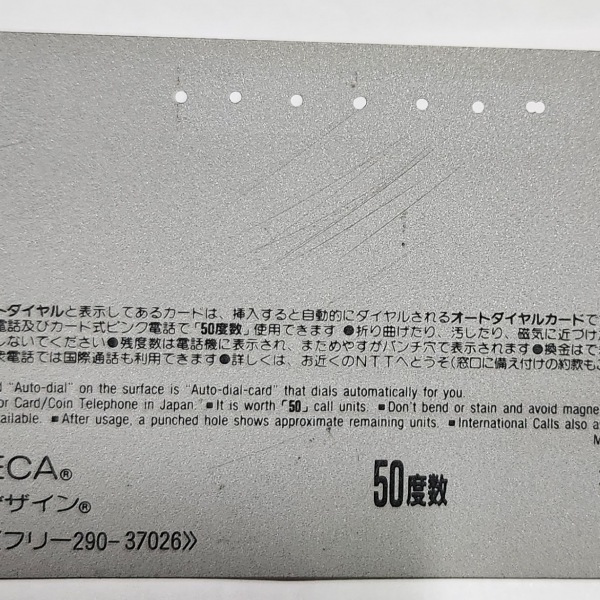 トダイヤルと表示してあるカードは、挿入すると自動的にダイヤルされるオートダイヤルカードです
電話及びカード式ピンク電話で「50度数」使用できます ●折り曲げたり、汚したり、磁気に近づけ
しないでください ●残度数は電話機に表示され、まためやすがパンチ穴で表示されます ●換金はでき
電話では国際通話も利用できます ●詳しくは、お近くのNTTへどうぞ(窓口に備え付けの約款もご
"Auto-dial" on the surface is "Auto-dial-card" that dials automatically for you.
or Card/Coin Telephone in Japan." ■ It is worth「50」call units. ■ Don't bend or stain and avoid magne
ailable. ■ After usage, a punched hole shows approximate remaining units. ■ International Calls also a
ECA®
50度数
デザイン®
フリー290-37026》